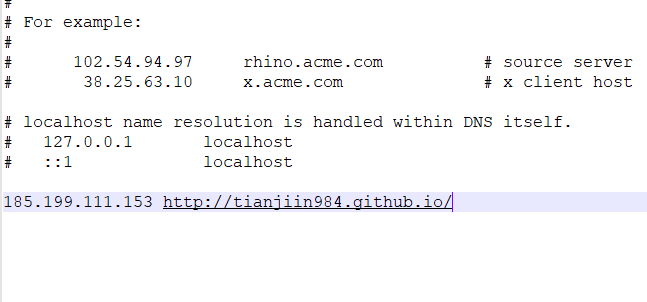 #
# For example:
#
# 102.54.94.97 rhino.acme.com # source server
# 38.25.63.10 x.acme.com # x client host
# localhost name resolution is handled within DNS itself.
# 127.0.0.1 localhost
# ::1 localhost
185.199.111.153 http://tianjiin984.github.io/